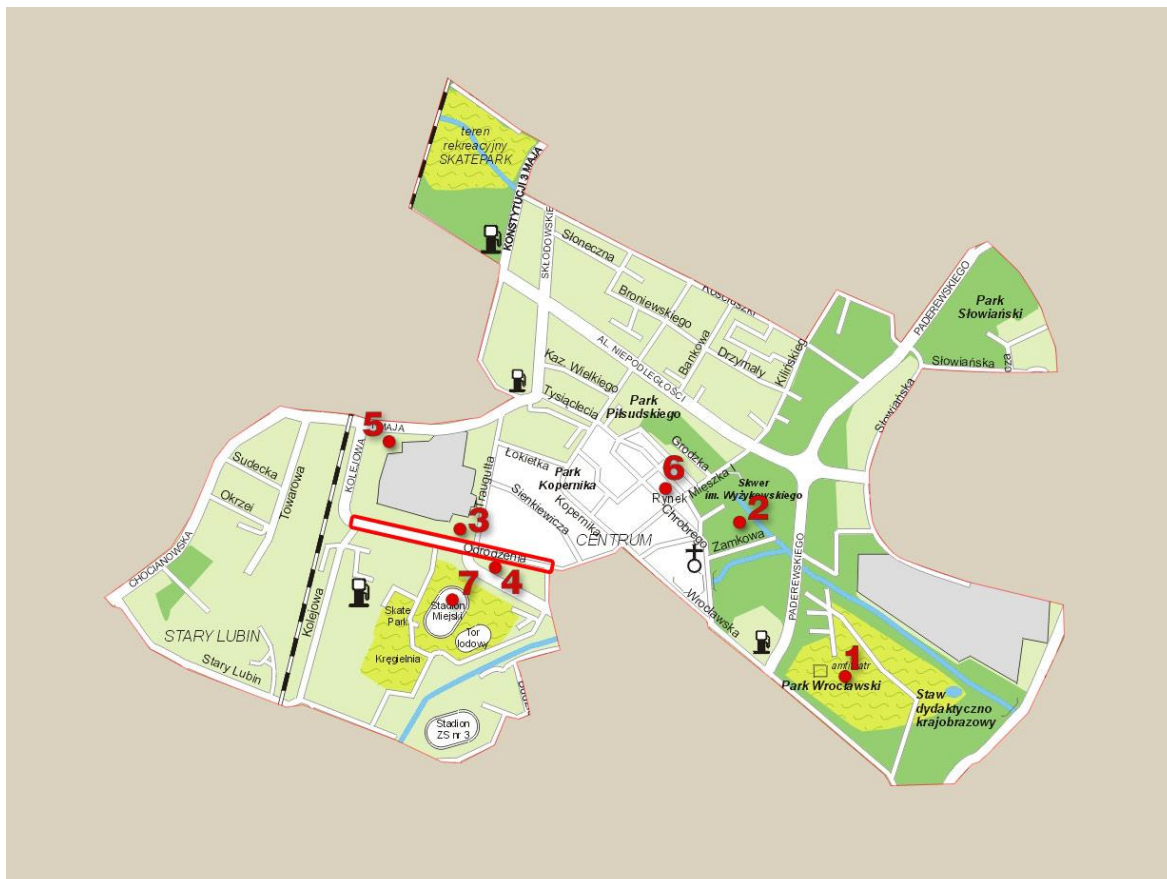 teren
rekreacyjny
SKATEPARK
KONSTYTUCJI 3 MAJA
SKŁODOWSKIE
Słoneczna
Broniewskiego
Kościuszki
Bankowa
Drzymały
Kilińskieg
AL. NIEPODLEGŁOŚCI
PADEREWSKIEGO
Park
Słowiański
Słowiańska
Słowiańska
Kaz. Wielkiego
Tysiąclecia
Park
Piłsudskiego
Grodzka
Mieszka I
5
MAJA
KOLEJOWA
Sudecka
Okrzei
Towarowa
Traugutta
Łokietka
Park
Kopernika
Sienkiewicza
Kopernika
6
Rynek
Chrobrego
Skwer
im. Wyżykowskiego
2
Zamkowa
CENTRUM
3
Odrodzenia
4
CHOCIANOWSKA
7
Stadion
Miejski
Skate
Park
Tor
lodowy
Kręgielnia
Kolejowa
STARY LUBIN
Stary Lubin
Wrocławska
PADEREWSKIEGO
1
amfiteatr
Park Wrocławski
Staw
dydaktyczno
krajobrazowy
Stadion
ZS nr 3